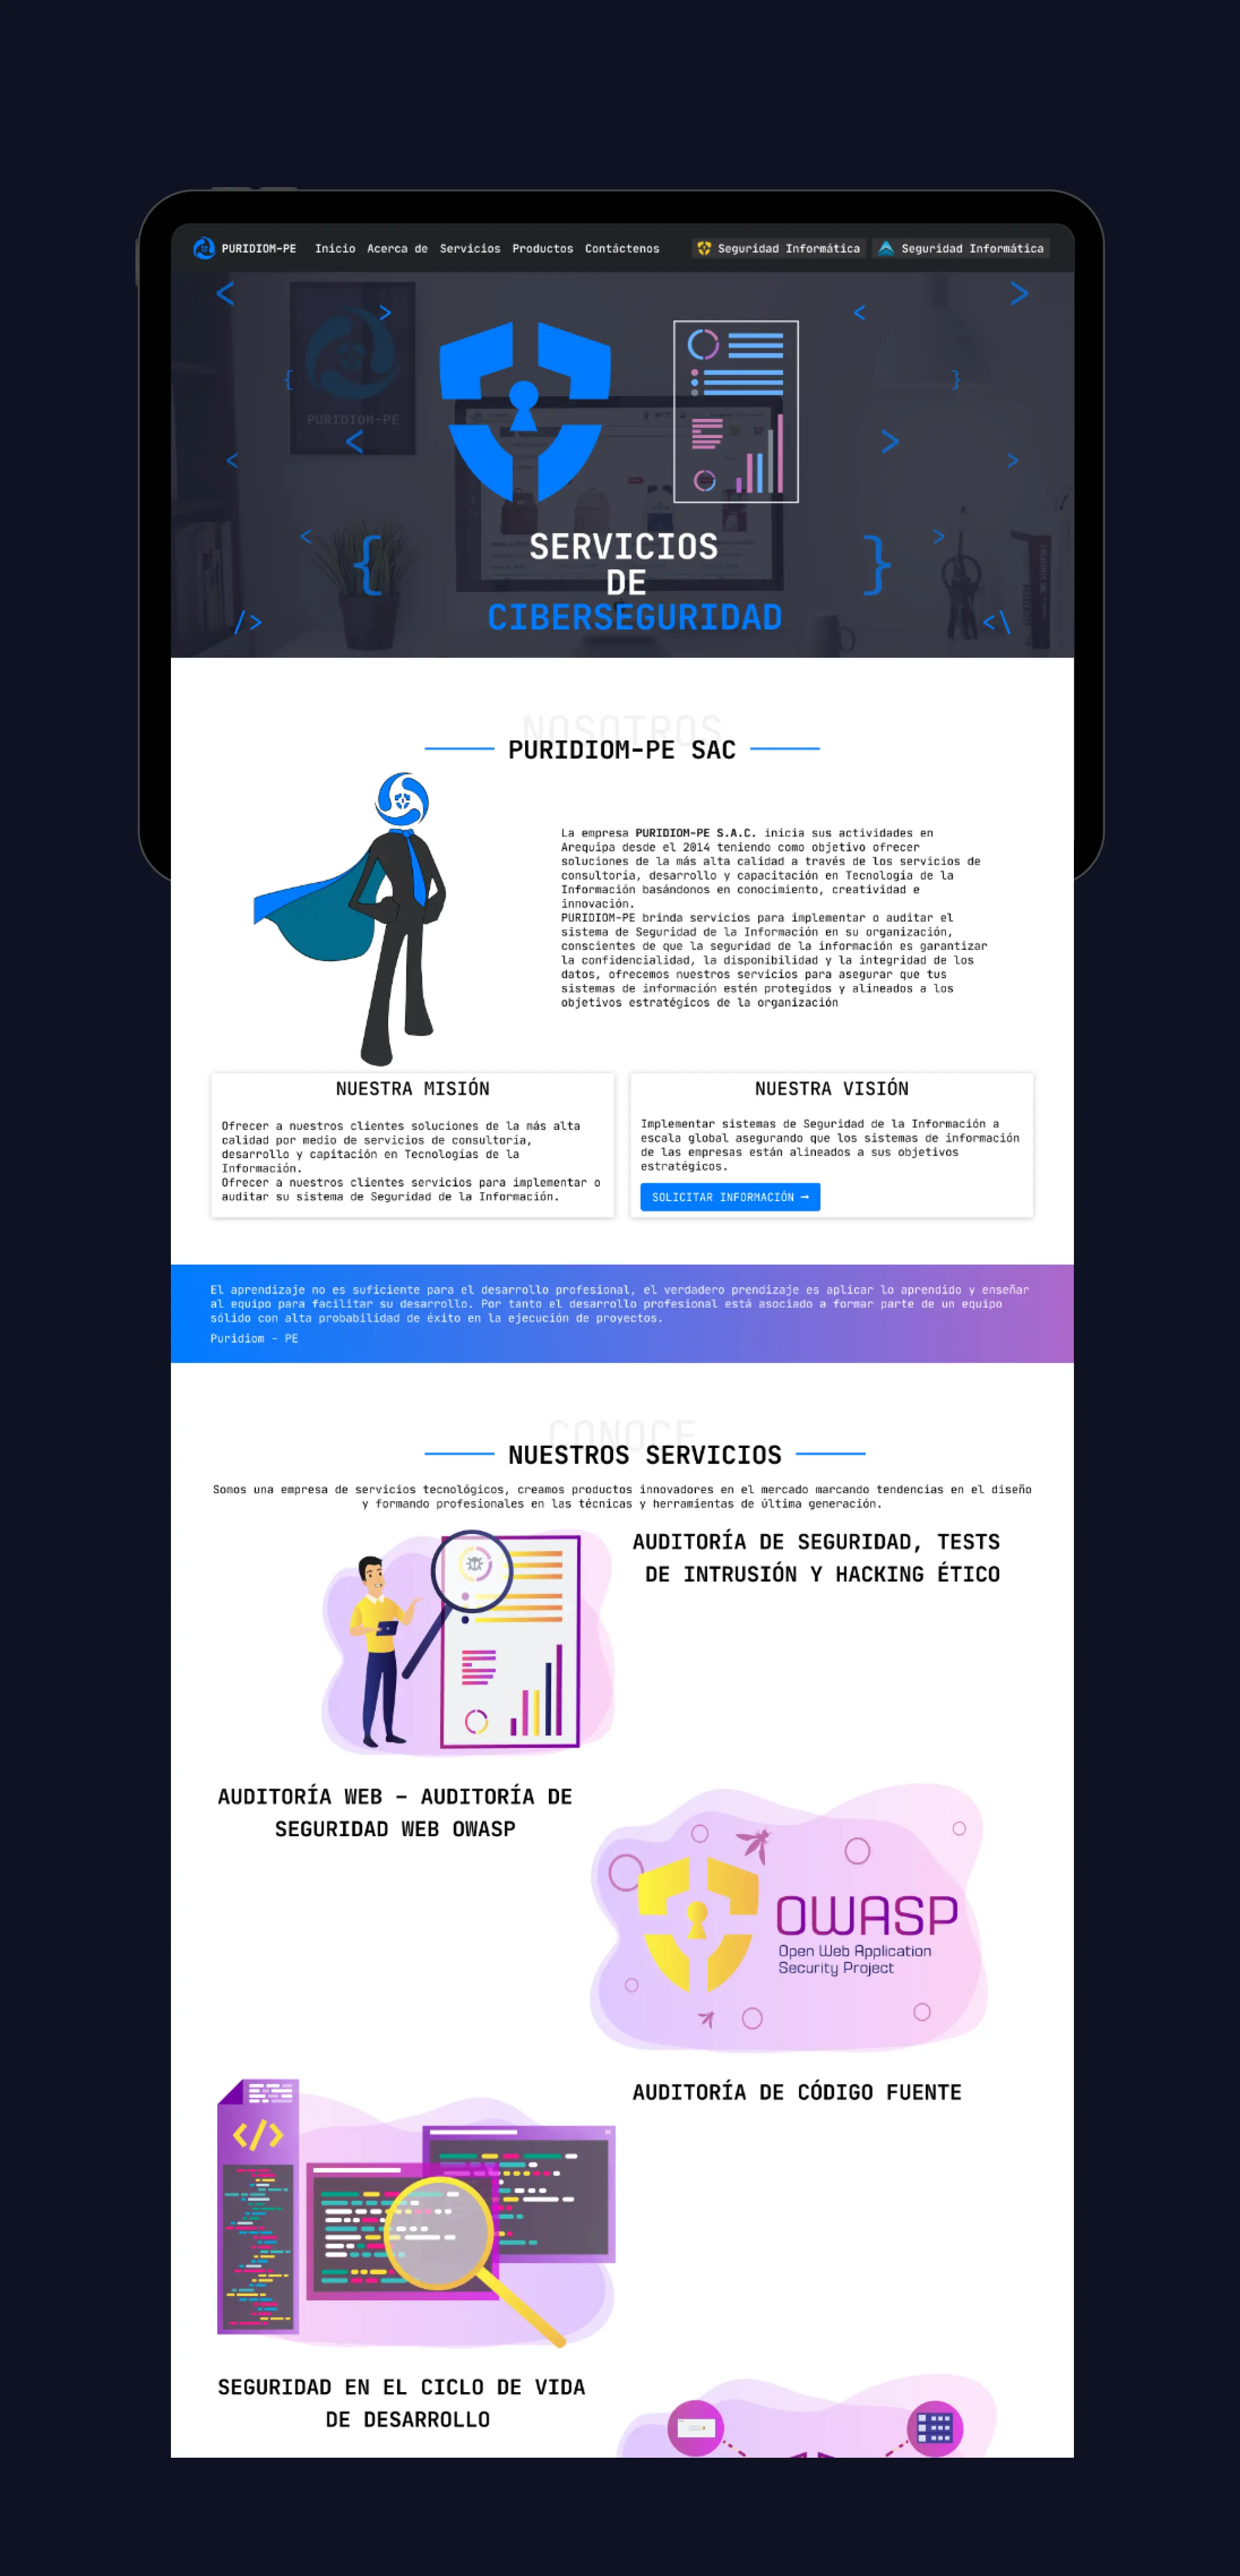 PURIDIOM-PE Inicio Acerca de Servicios Productos Contáctenos Seguridad Informática Seguridad Informática
PURIDIOM-PE
SERVICIOS
DE
CIBERSEGURIDAD
NOSOTROS
PURIDIOM-PE SAC
La empresa PURIDIOM-PE S.A.C. inicia sus actividades en
Arequipa desde el 2014 teniendo como objetivo ofrecer
soluciones de la más alta calidad a través de los servicios de
consultoría, desarrollo y capacitación en Tecnología de la
Información basándonos en conocimiento, creatividad e
innovación.
PURIDIOM-PE brinda servicios para implementar o auditar el
sistema de Seguridad de la Información en su organización,
conscientes de que la seguridad de la información es garantizar
la confidencialidad, la disponibilidad y la integridad de los
datos, ofrecemos nuestros servicios para asegurar que tus
sistemas de información estén protegidos y alineados a los
objetivos estratégicos de la organización
NUESTRA MISIÓN
Ofrecer a nuestros clientes soluciones de la más alta
calidad por medio de servicios de consultoría,
desarrollo y capitación en Tecnologías de la
Información.
Ofrecer a nuestros clientes servicios para implementar o
auditar su sistema de Seguridad de la Información.
NUESTRA VISIÓN
Implementar sistemas de Seguridad de la Información a
escala global asegurando que los sistemas de información
de las empresas están alineados a sus objetivos
estratégicos.
SOLICITAR INFORMACIÓN →
El aprendizaje no es suficiente para el desarrollo profesional, el verdadero prendizaje es aplicar lo aprendido y enseñar
al equipo para facilitar su desarrollo. Por tanto el desarrollo profesional está asociado a formar parte de un equipo
sólido con alta probabilidad de éxito en la ejecución de proyectos.
Puridiom - PE
CONOCE
NUESTROS SERVICIOS
Somos una empresa de servicios tecnológicos, creamos productos innovadores en el mercado marcando tendencias en el diseño
y formando profesionales en las técnicas y herramientas de última generación.
AUDITORÍA DE SEGURIDAD, TESTS
DE INTRUSIÓN Y HACKING ÉTICO
AUDITORÍA WEB – AUDITORÍA DE
SEGURIDAD WEB OWASP
OWASP
Open Web Application
Security Project
AUDITORÍA DE CÓDIGO FUENTE
</>
SEGURIDAD EN EL CICLO DE VIDA
DE DESARROLLO